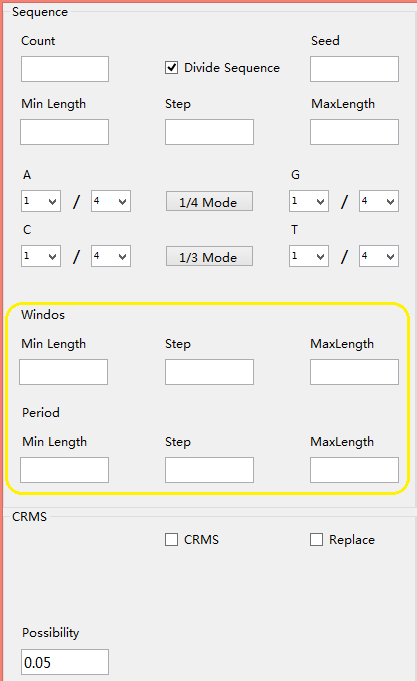 Sequence
Count Seed
Divide Sequence
Min Length Step MaxLength
A G
1 / 4 1/4 Mode 1 / 4
C T
1 / 4 1/3 Mode 1 / 4
Windos
Min Length Step MaxLength
Period
Min Length Step MaxLength
CRMS
CRMS Replace
Possibility
0.05